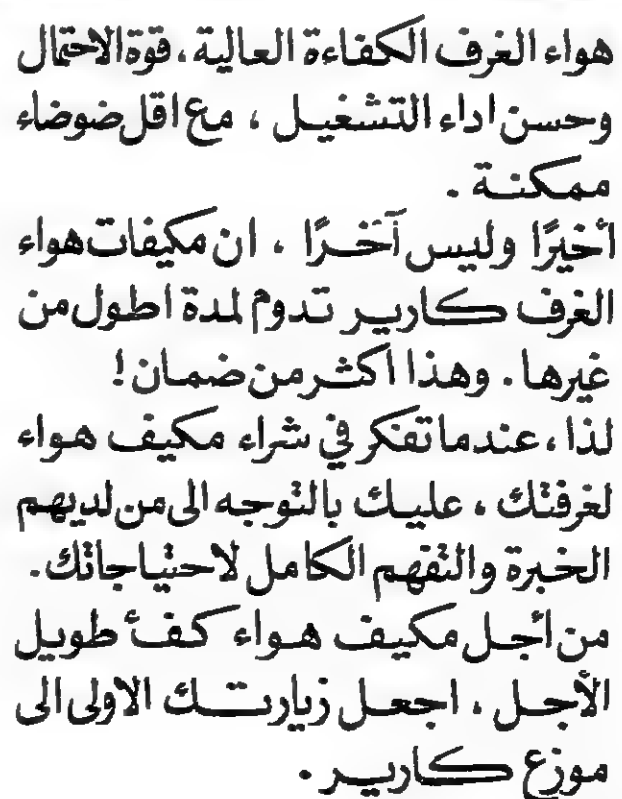 هواء الغرف الكفاءة العالية، قوة الاحتمال
وحسن اداء التشغيل ، مع اقل ضوضاء
ممكنة .
أخيرًا وليس آخرًا ، ان مكيفات هواء
الغرف كاريير تدوم لمدة اطول من
غيرها . وهذا اكثر من ضمان !
لذا ، عندما تفكر في شراء مكيف هواء
لغرفتك ، عليك بالتوجه الى من لديهم
الخبرة والتفهم الكامل لاحتياجاتك .
من أجل مكيف هواء كفء طويل
الأجل ، اجعل زيارتك الاولى الى
موزع كاريير .